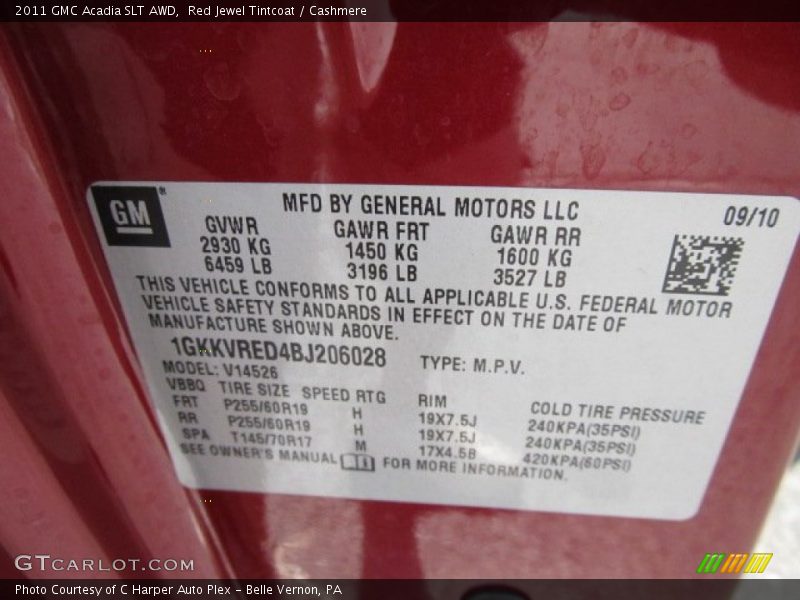 2011 GMC Acadia SLT AWD, Red Jewel Tintcoat / Cashmere
GM®
MFD BY GENERAL MOTORS LLC 09/10
GVWR GAWR FRT GAWR RR
2930 KG 1450 KG 1600 KG
6459 LB 3196 LB 3527 LB
THIS VEHICLE CONFORMS TO ALL APPLICABLE U.S. FEDERAL MOTOR
VEHICLE SAFETY STANDARDS IN EFFECT ON THE DATE OF
MANUFACTURE SHOWN ABOVE.
1GKKVRED4BJ206028 TYPE: M.P.V.
MODEL: V14526
VBBQ TIRE SIZE SPEED RTG RIM COLD TIRE PRESSURE
FRT P255/60R19 H 19X7.5J 240KPA(35PSI)
RR P255/60R19 H 19X7.5J 240KPA(35PSI)
SPA T145/70R17 M 17X4.5B 420KPA(60PSI)
SEE OWNER'S MANUAL FOR MORE INFORMATION.
GTCARLOT.COM
Photo Courtesy of C Harper Auto Plex - Belle Vernon, PA